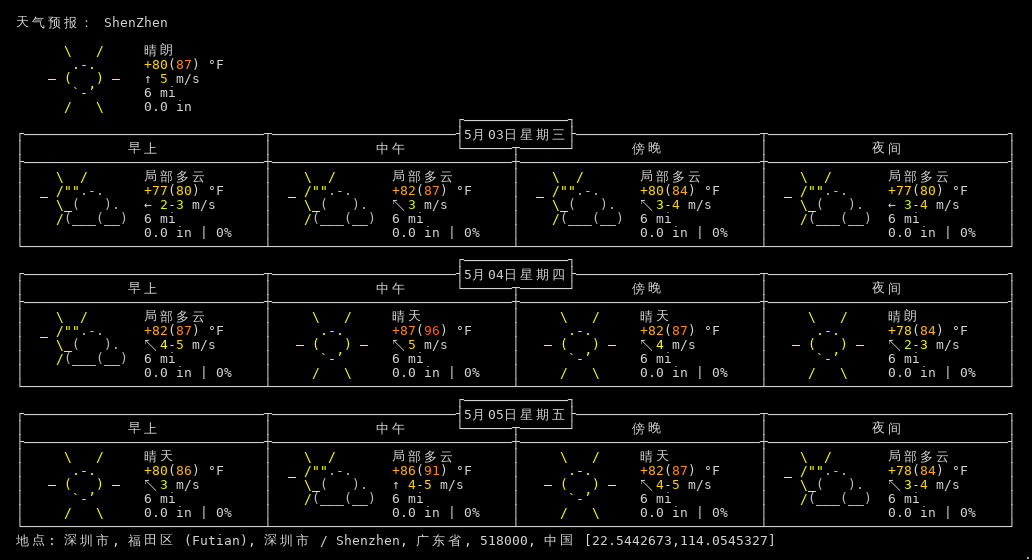 天气预报： ShenZhen
晴朗
+80(87) °F
↑ 5 m/s
6 mi
0.0 in
5月03日星期三
早上 中午 傍晚 夜间
局部多云 局部多云 局部多云 局部多云
+77(80) °F +82(87) °F +80(84) °F +77(80) °F
← 2-3 m/s ↖ 3 m/s ↖ 3-4 m/s ← 3-4 m/s
6 mi 6 mi 6 mi 6 mi
0.0 in | 0% 0.0 in | 0% 0.0 in | 0% 0.0 in | 0%
5月04日星期四
早上 中午 傍晚 夜间
局部多云 晴天 晴天 晴朗
+82(87) °F +87(96) °F +82(87) °F +78(84) °F
↖ 4-5 m/s ↖ 5 m/s ↖ 4 m/s ↖ 2-3 m/s
6 mi 6 mi 6 mi 6 mi
0.0 in | 0% 0.0 in | 0% 0.0 in | 0% 0.0 in | 0%
5月05日星期五
早上 中午 傍晚 夜间
晴天 局部多云 晴天 局部多云
+80(86) °F +86(91) °F +82(87) °F +78(84) °F
↖ 3 m/s ↑ 4-5 m/s ↖ 4-5 m/s ↖ 3-4 m/s
6 mi 6 mi 6 mi 6 mi
0.0 in | 0% 0.0 in | 0% 0.0 in | 0% 0.0 in | 0%
地点: 深圳市, 福田区 (Futian), 深圳市 / Shenzhen, 广东省, 518000, 中国 [22.5442673,114.0545327]